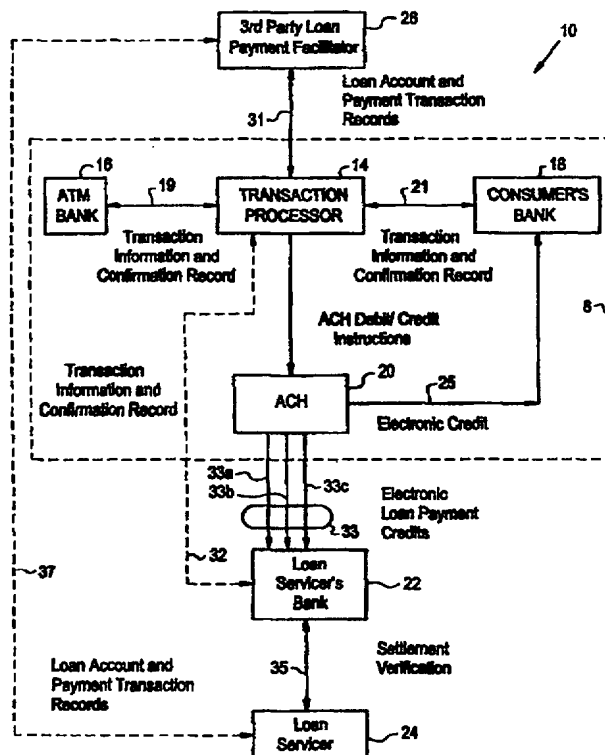 3rd Party Loan
Payment Facilitator
26
10
Loan Account and
Payment Transaction
Records
31
16
14
18
ATM
BANK
19
TRANSACTION
PROCESSOR
21
CONSUMER'S
BANK
Transaction
Information and
Confirmation Record
Transaction
Information and
Confirmation Record
8
ACH Debit/ Credit
Instructions
Transaction
Information and
Confirmation Record
20
ACH
25
Electronic Credit
33a
33b
33c
Electronic
Loan Payment
Credits
33
32
37
Loan
Servicer's
Bank
22
35
Settlement
Verification
Loan Account and
Payment Transaction
Records
Loan
Servicer
24